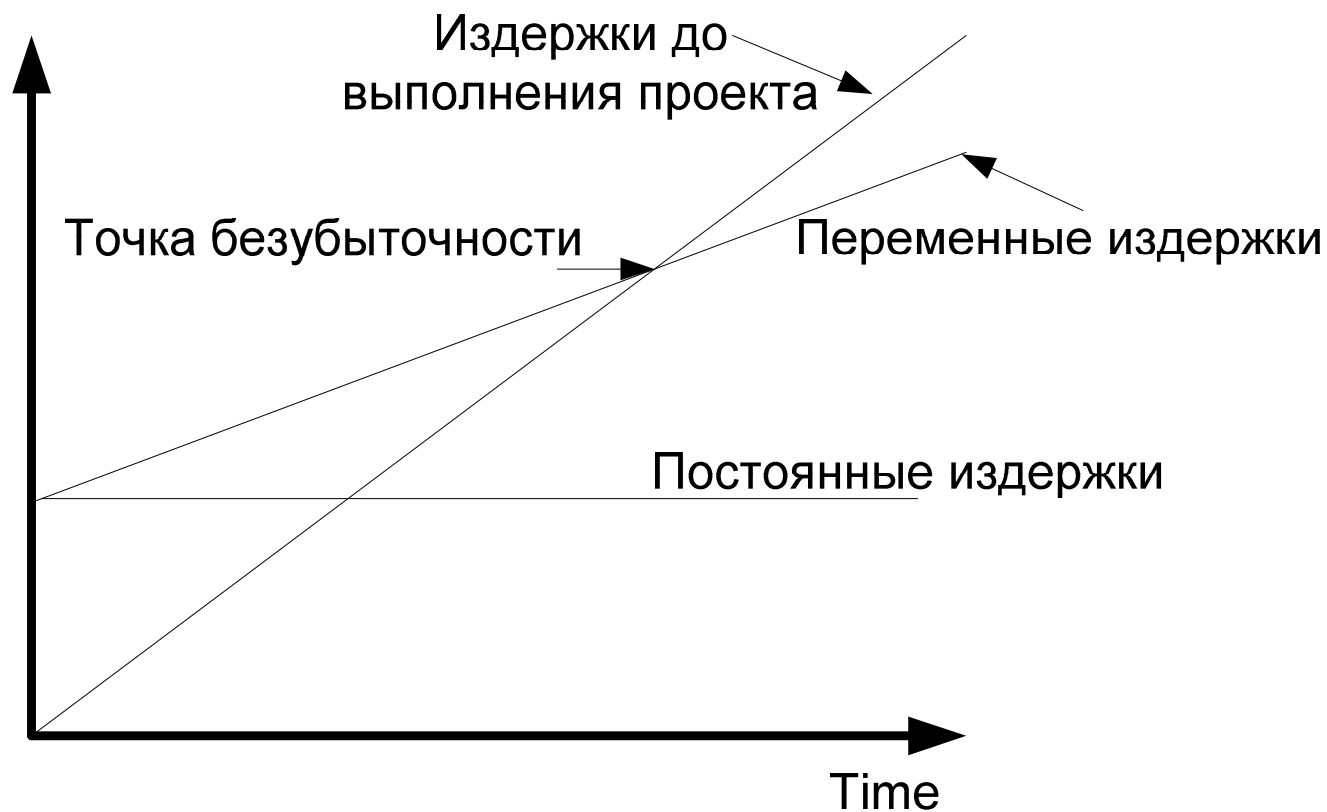 Издержки до
выполнения проекта
Точка безубыточности
Переменные издержки
Постоянные издержки
Time